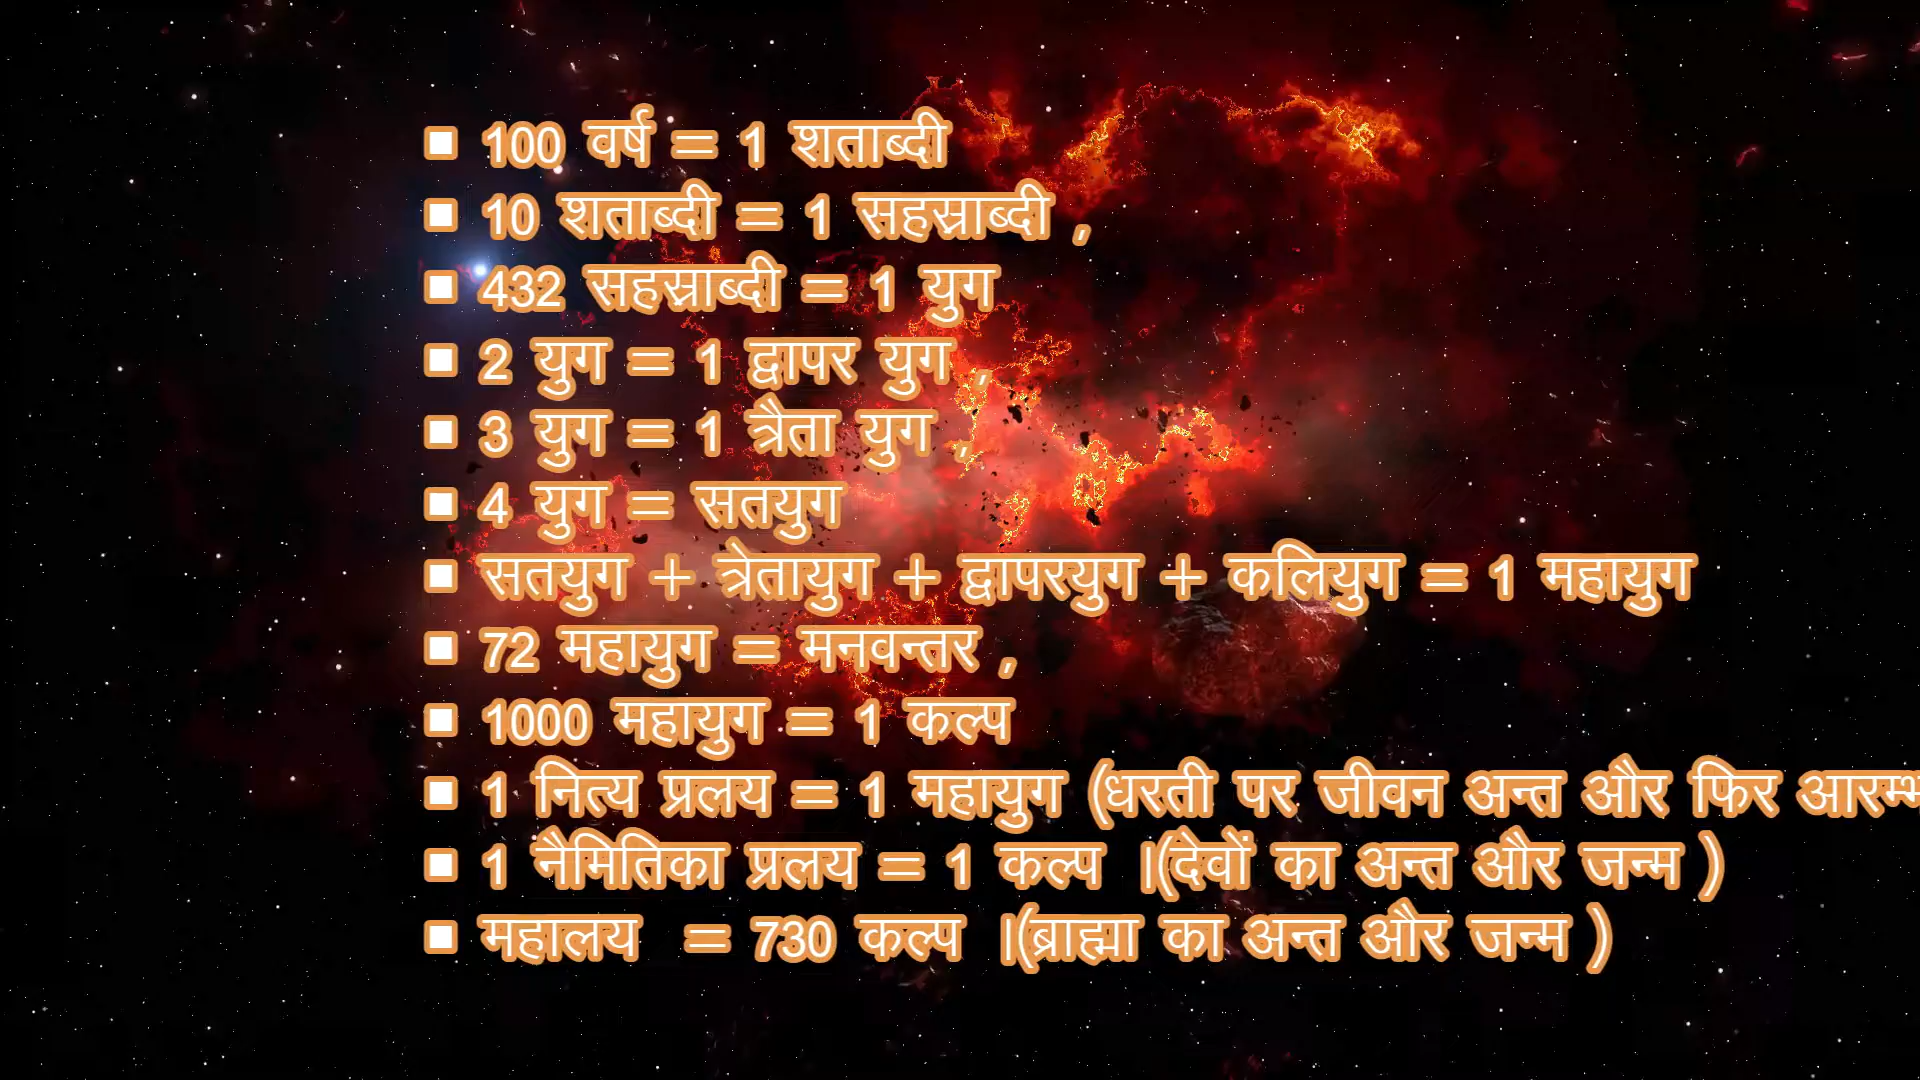 ▪ 100 वर्ष = 1 शताब्दी
▪ 10 शताब्दी = 1 सहस्राब्दी ,
▪ 432 सहस्राब्दी = 1 युग
▪ 2 युग = 1 द्वापर युग ,
▪ 3 युग = 1 त्रैता युग ,
▪ 4 युग = सतयुग
▪ सतयुग + त्रेतायुग + द्वापरयुग + कलियुग = 1 महायुग
▪ 72 महायुग = मनवन्तर ,
▪ 1000 महायुग = 1 कल्प
▪ 1 नित्य प्रलय = 1 महायुग (धरती पर जीवन अन्त और फिर
▪ 1 नैमितिका प्रलय = 1 कल्प |(देवों का अन्त और जन्म )
▪ महालय = 730 कल्प |(ब्राह्मा का अन्त और जन्म )